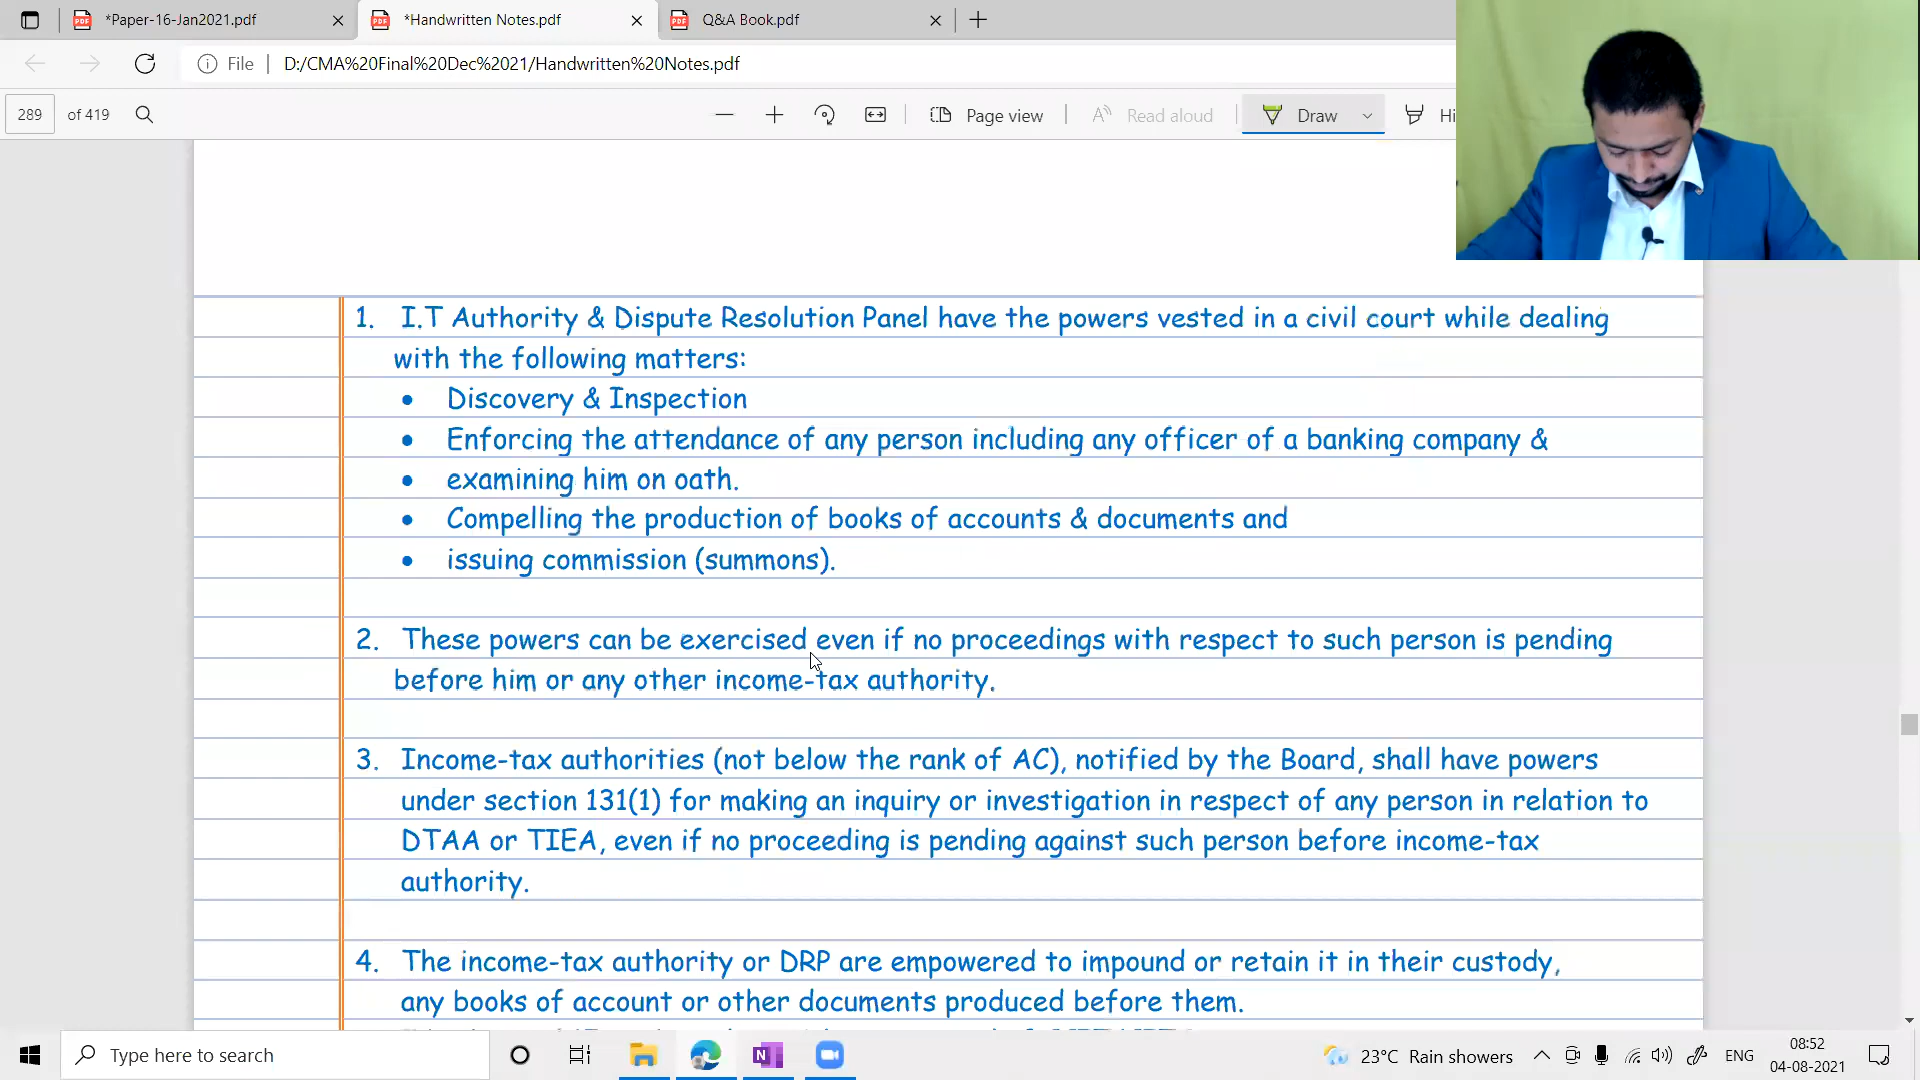 *Paper-16-Jan2021.pdf
*Handwritten Notes.pdf
Q&A Book.pdf
File
D:/CMA%20Final%20Dec%2021/Handwritten%20Notes.pdf
289 of 419
Page view
Read aloud
Draw
Hi
1. I.T Authority & Dispute Resolution Panel have the powers vested in a civil court while dealing
with the following matters:
• Discovery & Inspection
• Enforcing the attendance of any person including any officer of a banking company &
• examining him on oath.
• Compelling the production of books of accounts & documents and
• issuing commission (summons).
2. These powers can be exercised even if no proceedings with respect to such person is pending
before him or any other income-tax authority.
3. Income-tax authorities (not below the rank of AC), notified by the Board, shall have powers
under section 131(1) for making an inquiry or investigation in respect of any person in relation to
DTAA or TIEA, even if no proceeding is pending against such person before income-tax
authority.
4. The income-tax authority or DRP are empowered to impound or retain it in their custody,
any books of account or other documents produced before them.
Type here to search
23°C Rain showers
ENG
08:52
04-08-2021